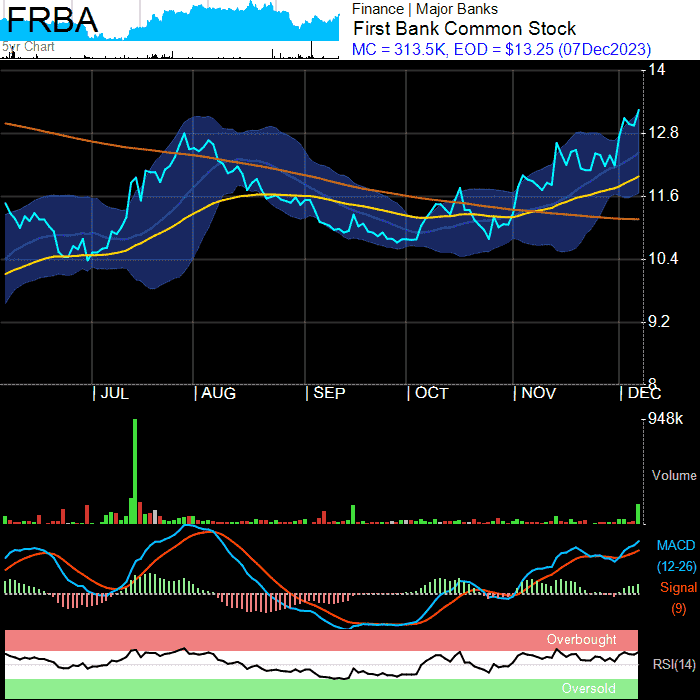 FRBA
5yr Chart
Finance | Major Banks
First Bank Common Stock
MC = 313.5K, EOD = $13.25 (07Dec2023)
14
12.8
11.6
10.4
9.2
8
JUL AUG SEP OCT NOV DEC
948k
Volume
MACD
(12-26)
Signal
(9)
Overbought
RSI(14)
Oversold